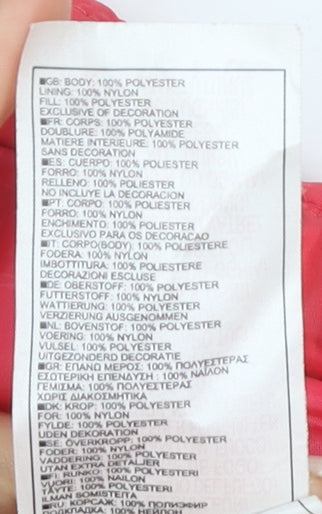 ■GB: BODY: 100% POLYESTER
LINING: 100% NYLON
FILL: 100% POLYESTER
EXCLUSIVE OF DECORATION
■FR: CORPS: 100% POLYESTER
DOUBLURE: 100% POLYAMIDE
MATIERE INTERIEURE: 100% POLYESTER
SANS DECORATION
■ES: CUERPO: 100% POLIESTER
FORRO: 100% NYLON
RELLENO: 100% POLIESTER
NO INCLUYE LA DECORACION
■PT: CORPO: 100% POLIESTER
FORRO: 100% NYLON
ENCHIMENTO: 100% POLIESTER
EXCLUSIVO PARA OS DECORACAO
■IT: CORPO(BODY): 100% POLIESTERE
FODERA: 100% NYLON
IMBOTTITURA: 100% POLIESTERE
DECORAZIONI ESCLUSE
■DE: OBERSTOFF: 100% POLYESTER
FUTTERSTOFF: 100% NYLON
WATTIERUNG: 100% POLYESTER
VERZIERUNG AUSGENOMMEN
■NL: BOVENSTOF: 100% POLYESTER
VOERING: 100% NYLON
VULSEL: 100% POLYESTER
UITGEZONDERD DECORATIE
■GR: ΕΠΑΝΩ ΜΕΡΟΣ: 100% ΠΟΛΥΕΣΤΕΡΑΣ
ΕΣΩΤΕΡΙΚΗ ΕΠΕΝΔΥΣΗ: 100% ΝΑΪΛΟΝ
ΓΕΜΙΣΜΑ: 100% ΠΟΛΥΕΣΤΕΡΑΣ
ΧΩΡΙΣ ΔΙΑΚΟΣΜΗΤΙΚΑ
■DK: KROP: 100% POLYESTER
FOR: 100% NYLON
FYLDE: 100% POLYESTER
UDEN DEKORATION
■SE: ÖVERKROPP: 100% POLYESTER
FODER: 100% NYLON
VADDERING: 100% POLYESTER
UTAN EXTRA DETALJER
■FI: RUNKO: 100% POLYESTERI
VUORI: 100% NAILON
TÄYTE: 100% POLYESTERI
ILMAN SOMISTEITA
■RU: КОРСАЖ: 100% ПОЛИЭФИР
ПОДКЛАДКА: 100% НЕЙЛОН